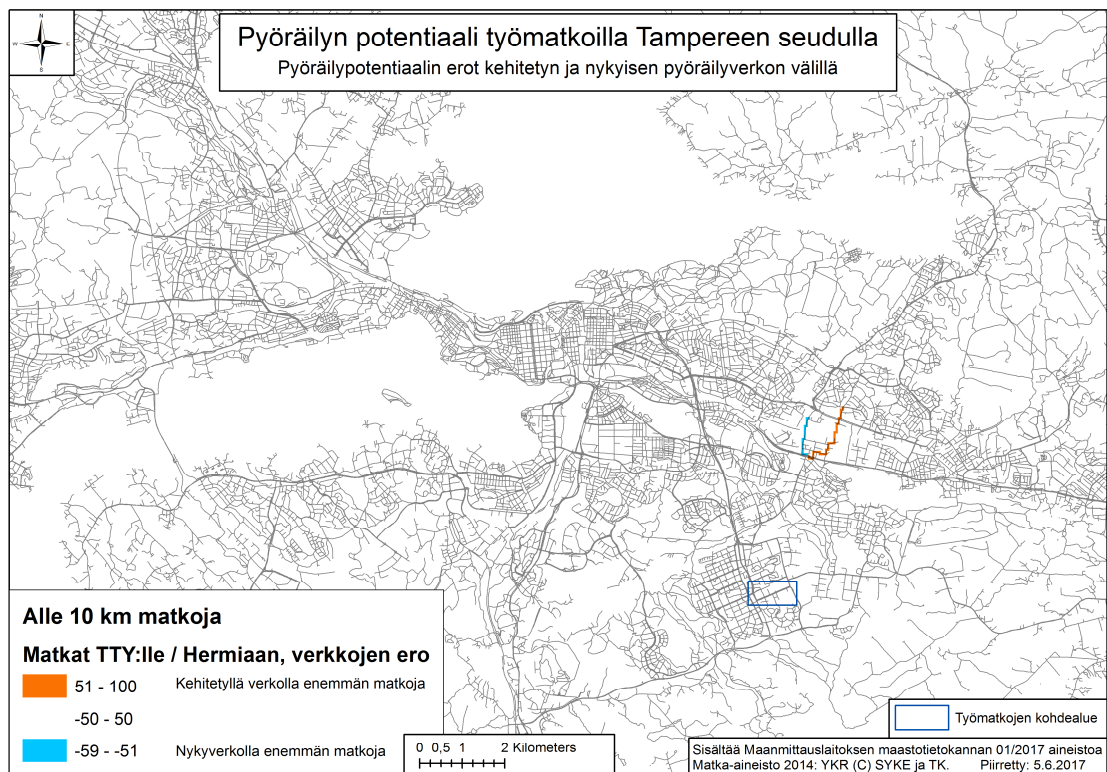 N
W E
S
Pyöräilyn potentiaali työmatkoilla Tampereen seudulla
Pyöräilypotentiaalin erot kehitetyn ja nykyisen pyöräilyverkon välillä
Alle 10 km matkoja
Matkat TTY:lle / Hermiaan, verkkojen ero
51 - 100 Kehitetyllä verkolla enemmän matkoja
-50 - 50
-59 - -51 Nykyverkolla enemmän matkoja
0 0,5 1 2 Kilometers
Työmatkojen kohdealue
Sisältää Maanmittauslaitoksen maastotietokannan 01/2017 aineistoa
Matka-aineisto 2014: YKR (C) SYKE ja TK. Piirretty: 5.6.2017